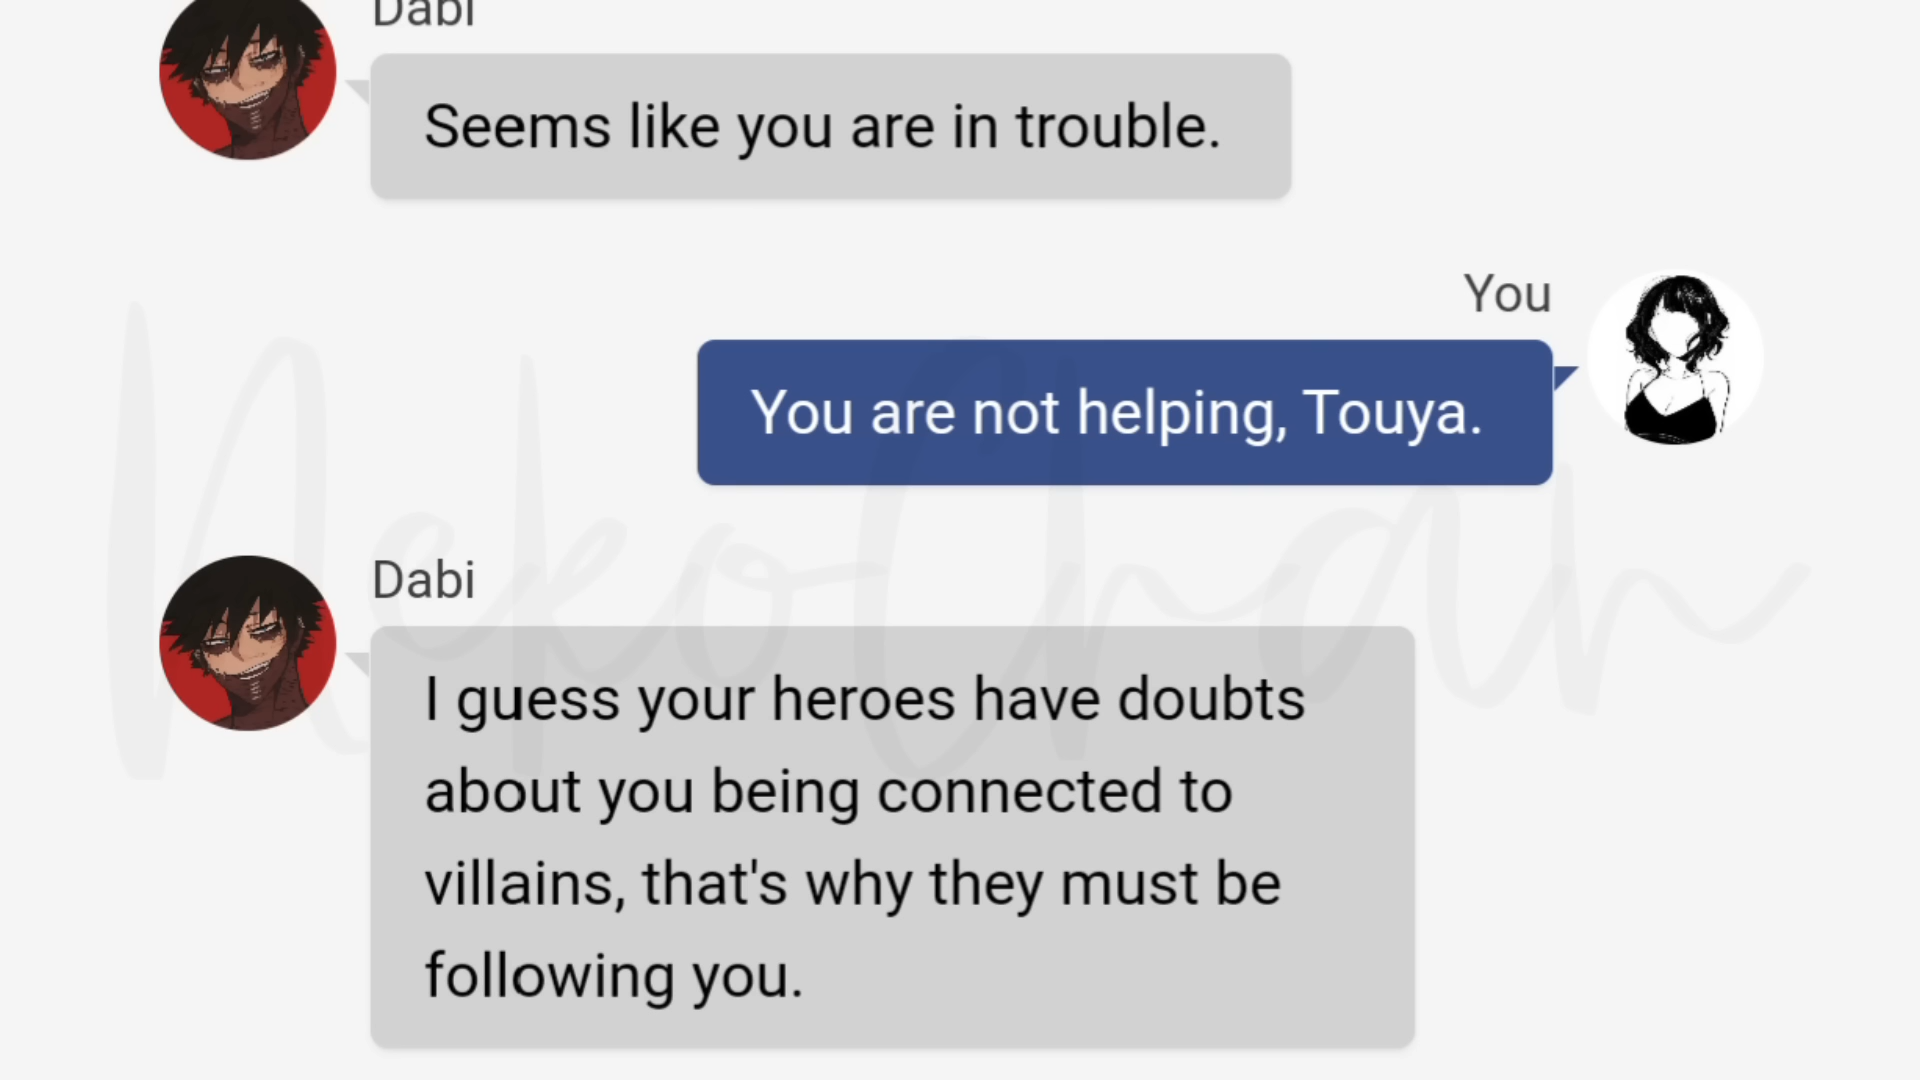 Dabi
Seems like you are in trouble.
You
You are not helping, Touya.
NekoChan
Dabi
I guess your heroes have doubts
about you being connected to
villains, that's why they must be
following you.